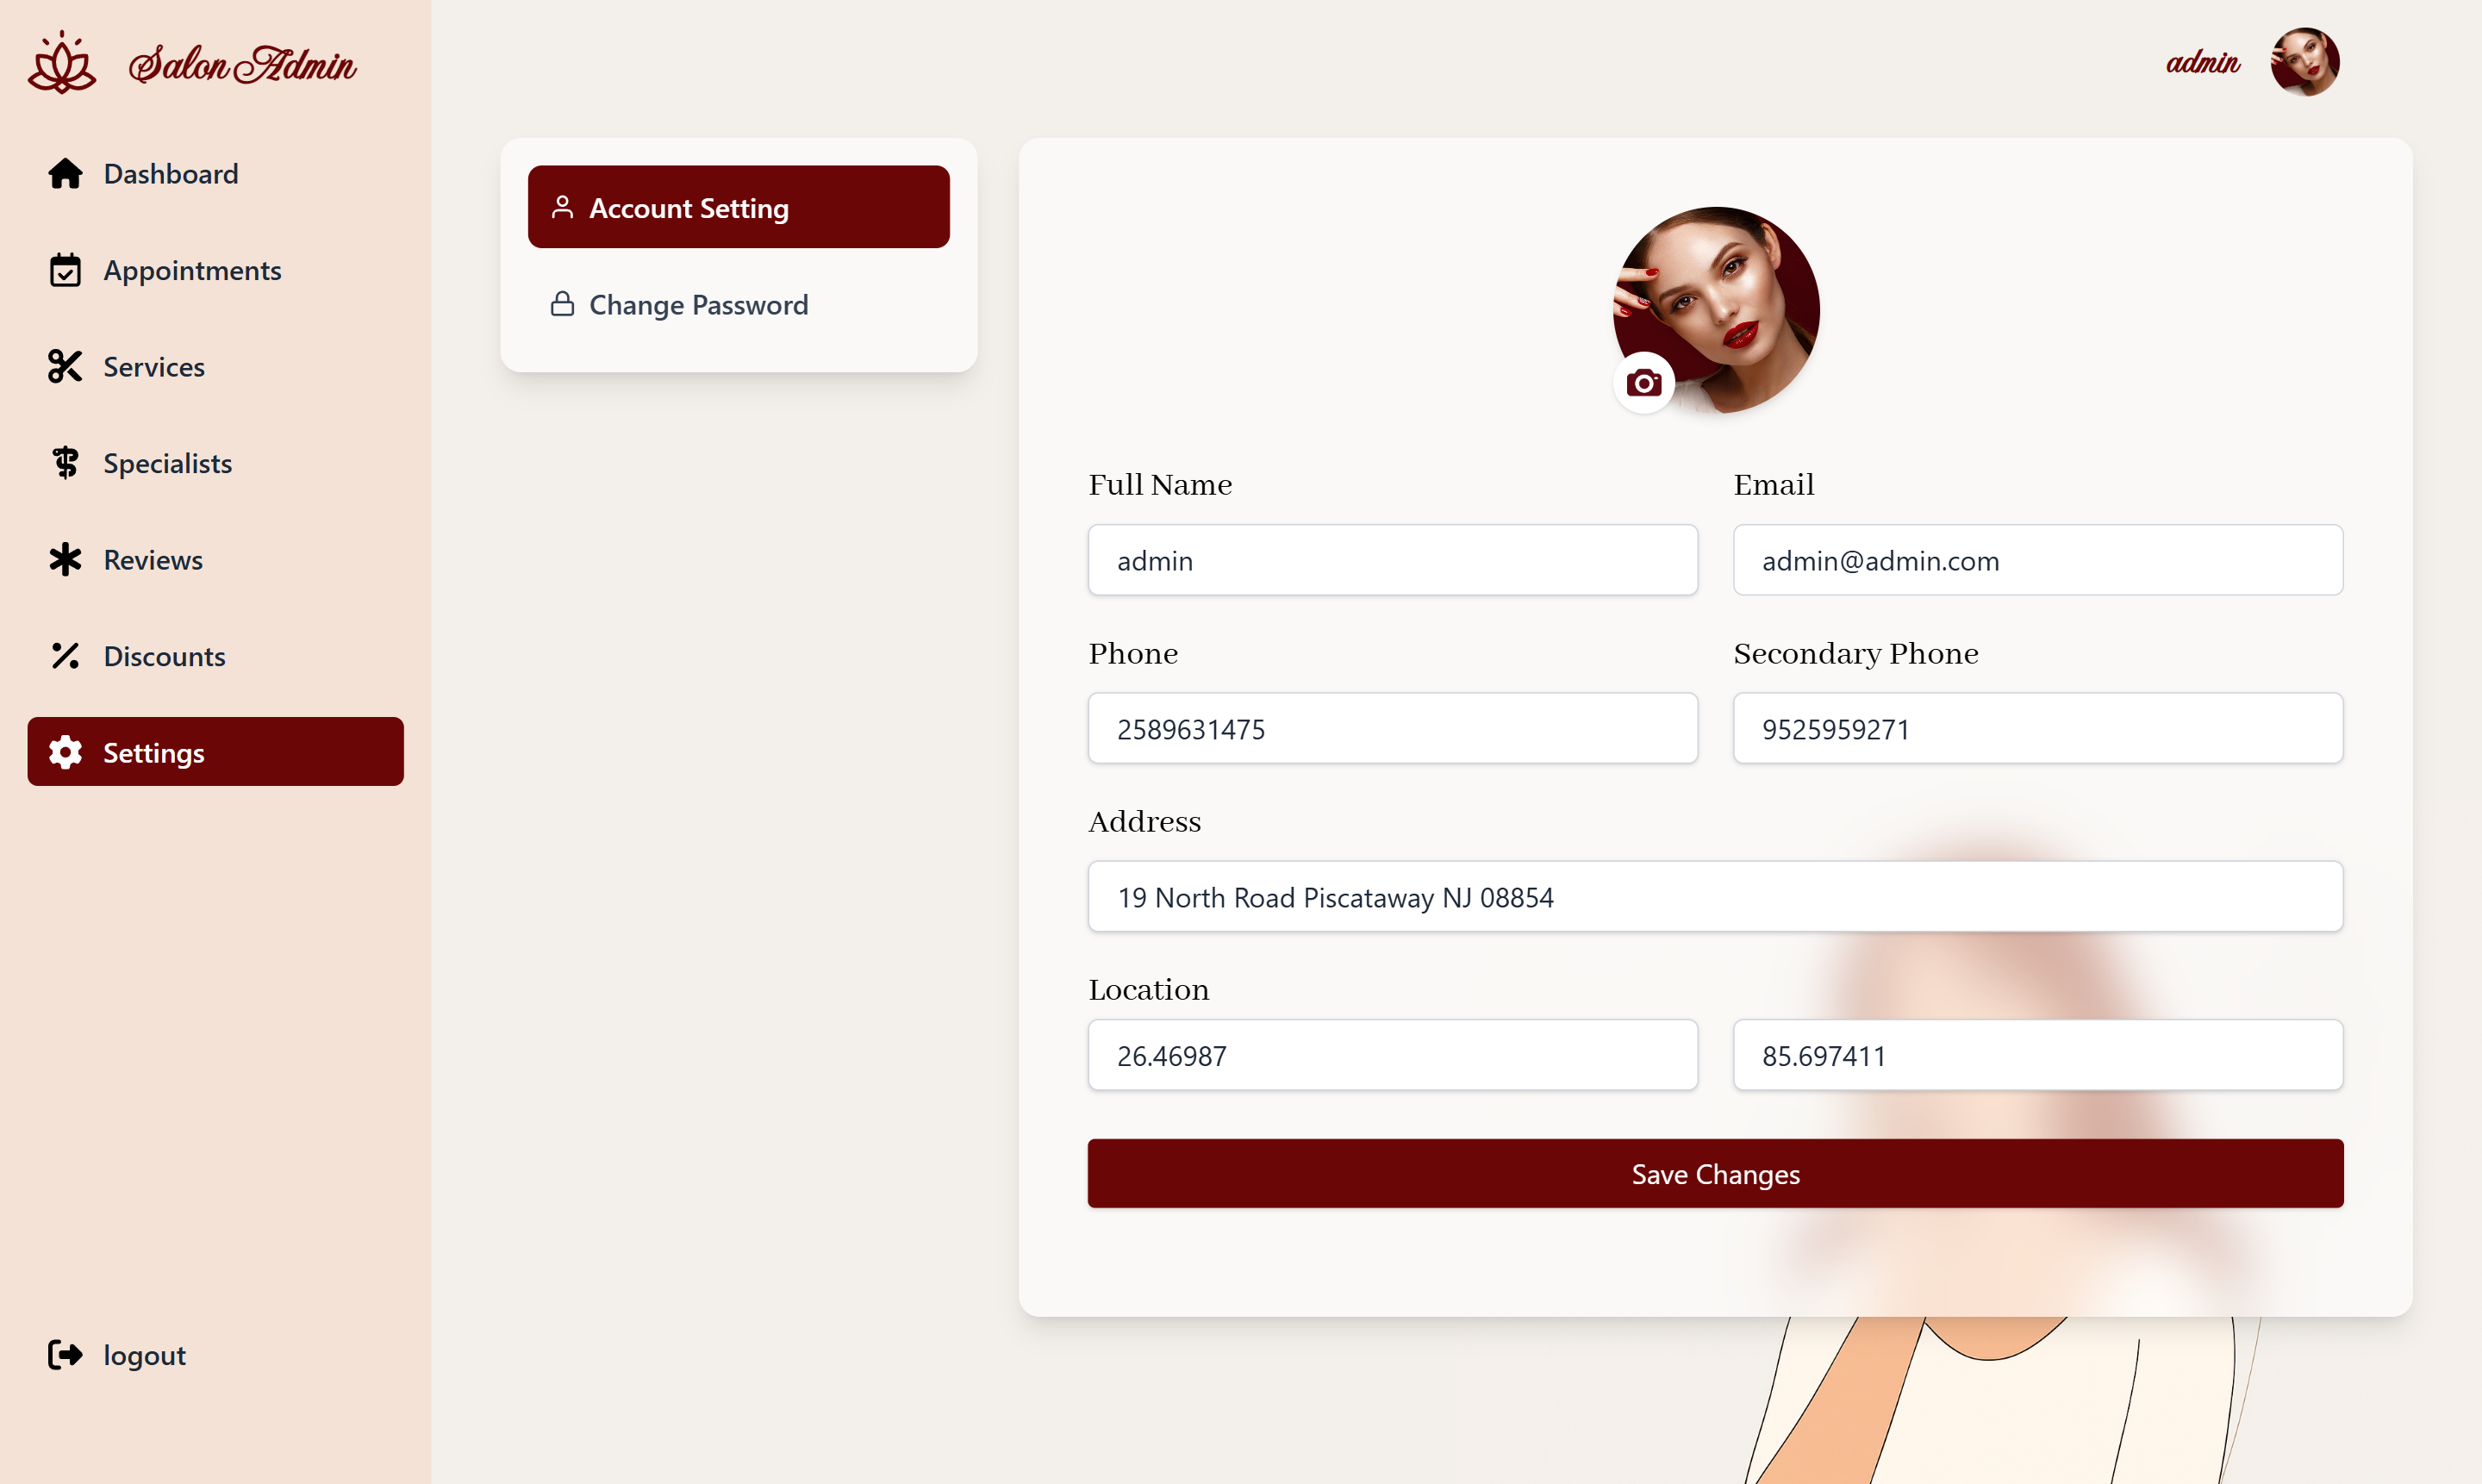 Salon Admin
admin
Dashboard
Appointments
Services
Specialists
Reviews
Discounts
Settings
logout
Account Setting
Change Password
Full Name
Email
admin
admin@admin.com
Phone
Secondary Phone
2589631475
9525959271
Address
19 North Road Piscataway NJ 08854
Location
26.46987
85.697411
Save Changes